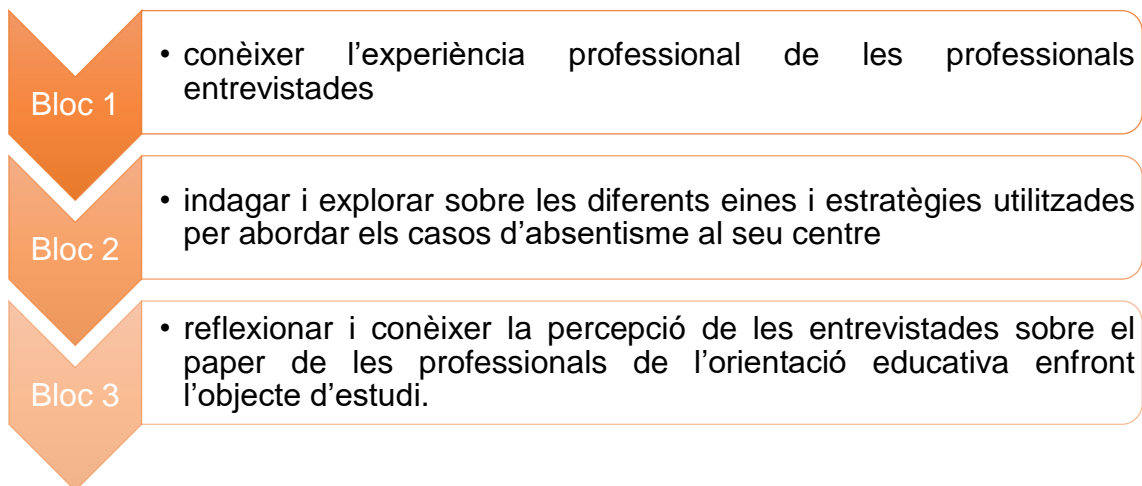 Bloc 1
• conèixer l’experiència professional de les professionals
entrevistades
Bloc 2
• indagar i explorar sobre les diferents eines i estratègies utilitzades
per abordar els casos d’absentisme al seu centre
Bloc 3
• reflexionar i conèixer la percepció de les entrevistades sobre el
paper de les professionals de l’orientació educativa enfront
l’objecte d’estudi.